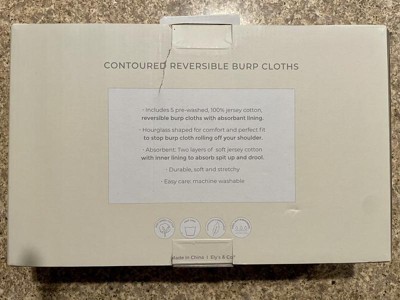 CONTOURED REVERSIBLE BURP CLOTHS
• Includes 5 pre-washed, 100% jersey cotton,
reversible burp cloths with absorbent lining.
• Hourglass shaped for comfort and perfect fit
to stop burp cloth rolling off your shoulder.
• Absorbent: Two layers of soft jersey cotton
with inner lining to absorb spit up and drool.
• Durable, soft and stretchy
• Easy care; machine washable
Made in China |